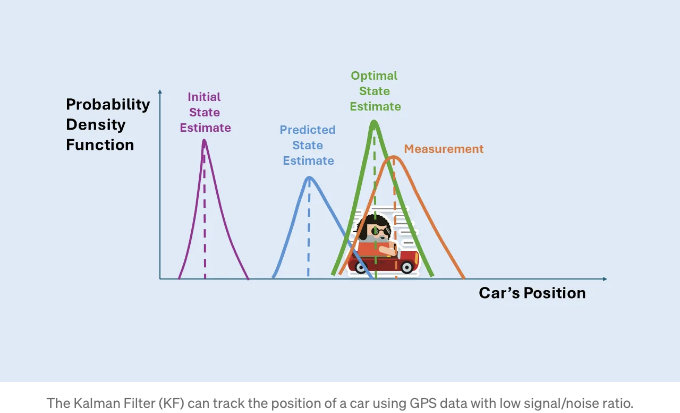 Optimal
State
Estimate
Initial
State
Estimate
Probability
Density
Function
Predicted
State
Estimate
Measurement
Car’s Position
The Kalman Filter (KF) can track the position of a car using GPS data with low signal/noise ratio.